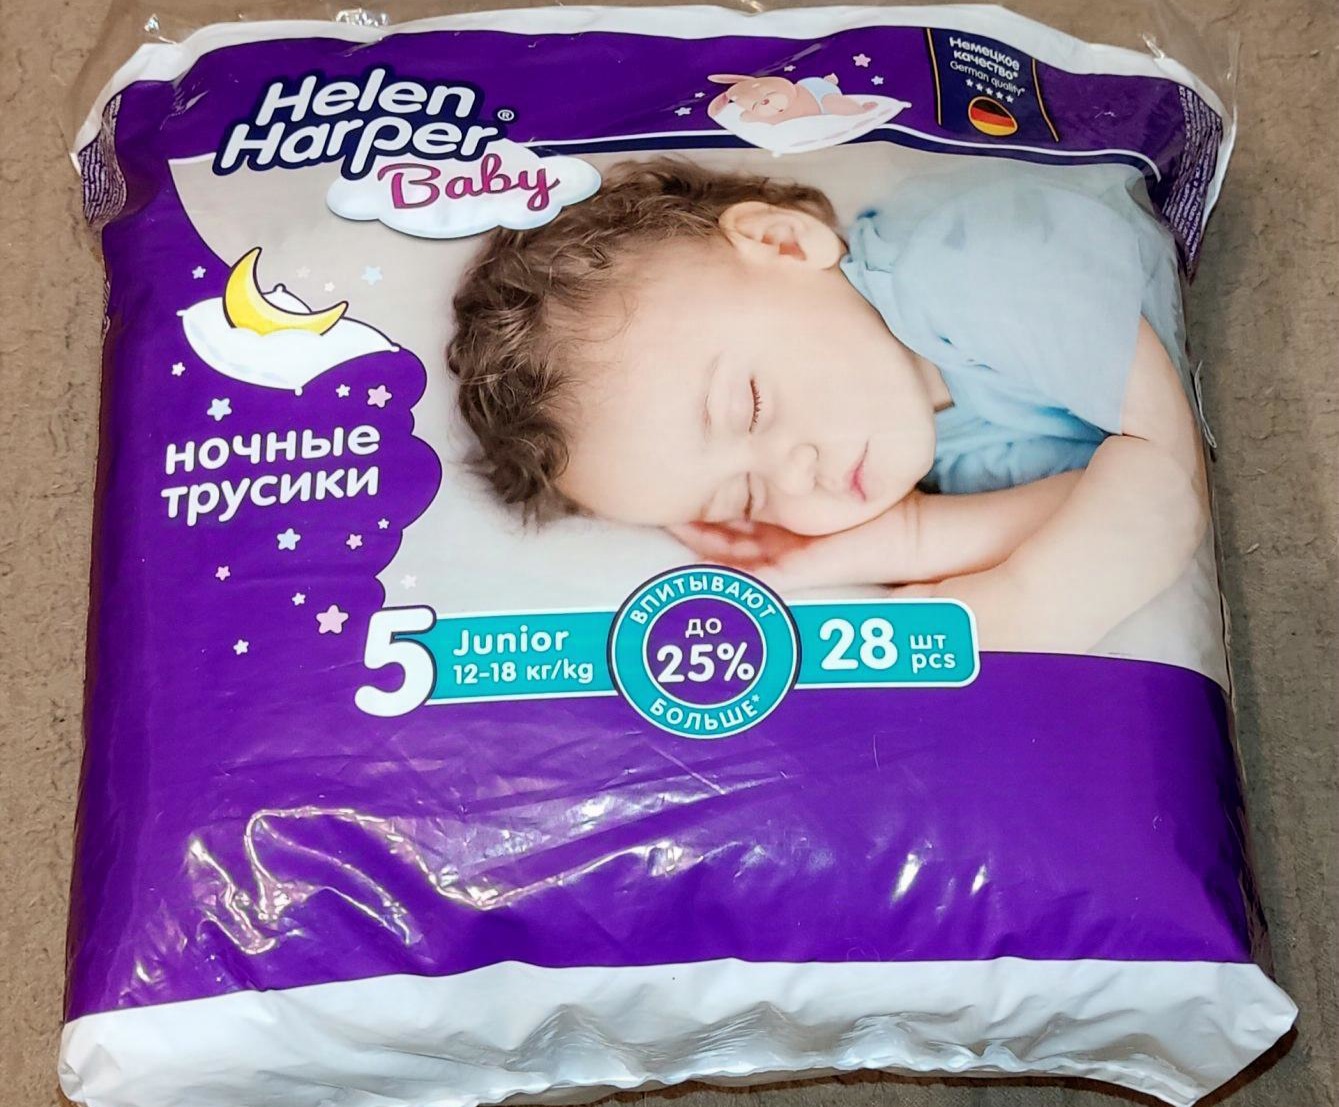 Helen
Harper®
Baby
Немецкое
качество*
German quality*
ночные
трусики
5
Junior
12-18 кг/kg
ВПИТЫВАЮТ
ДО
25%
БОЛЬШЕ*
28 шт
pcs